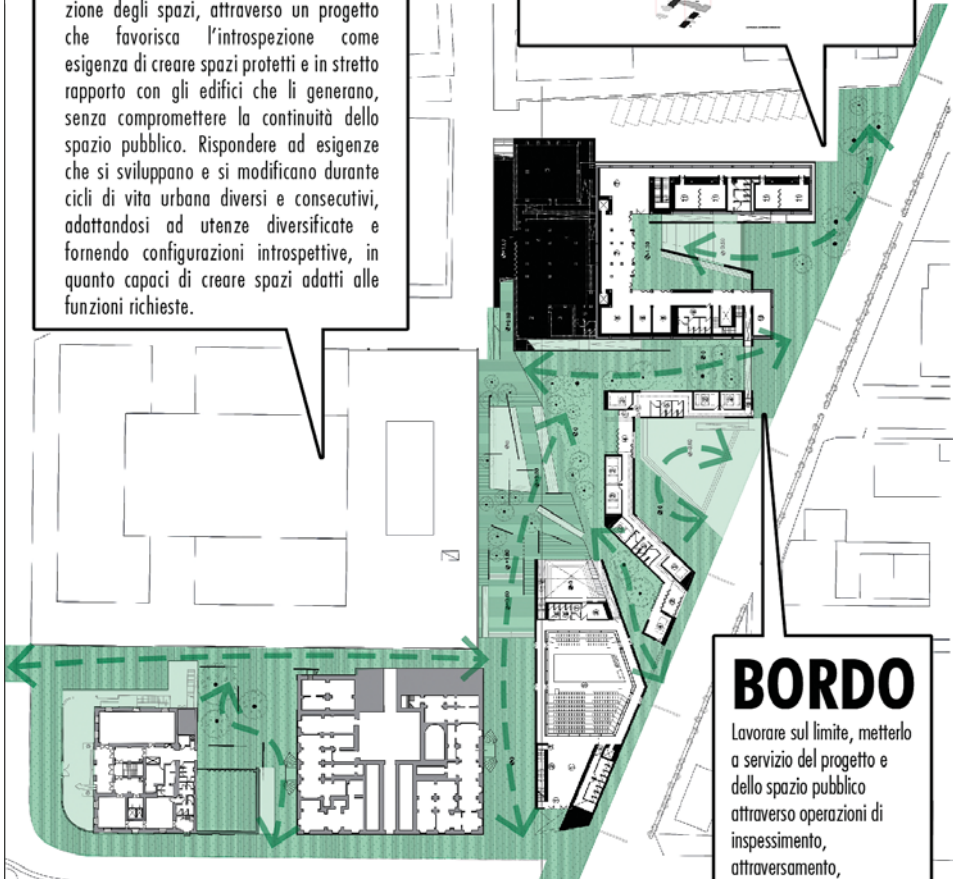 zione degli spazi, attraverso un progetto
che favorisca l'introspezione come
esigenza di creare spazi protetti e in stretto
rapporto con gli edifici che li generano,
senza compromettere la continuità dello
spazio pubblico. Rispondere ad esigenze
che si sviluppano e si modificano durante
cicli di vita urbana diversi e consecutivi,
adattandosi ad utenze diversificate e
fornendo configurazioni introspettive, in
quanto capaci di creare spazi adatti alle
funzioni richieste.
BORDO
Lavorare sul limite, metterlo
a servizio del progetto e
dello spazio pubblico
attraverso operazioni di
inspessimento,
attraversamento,